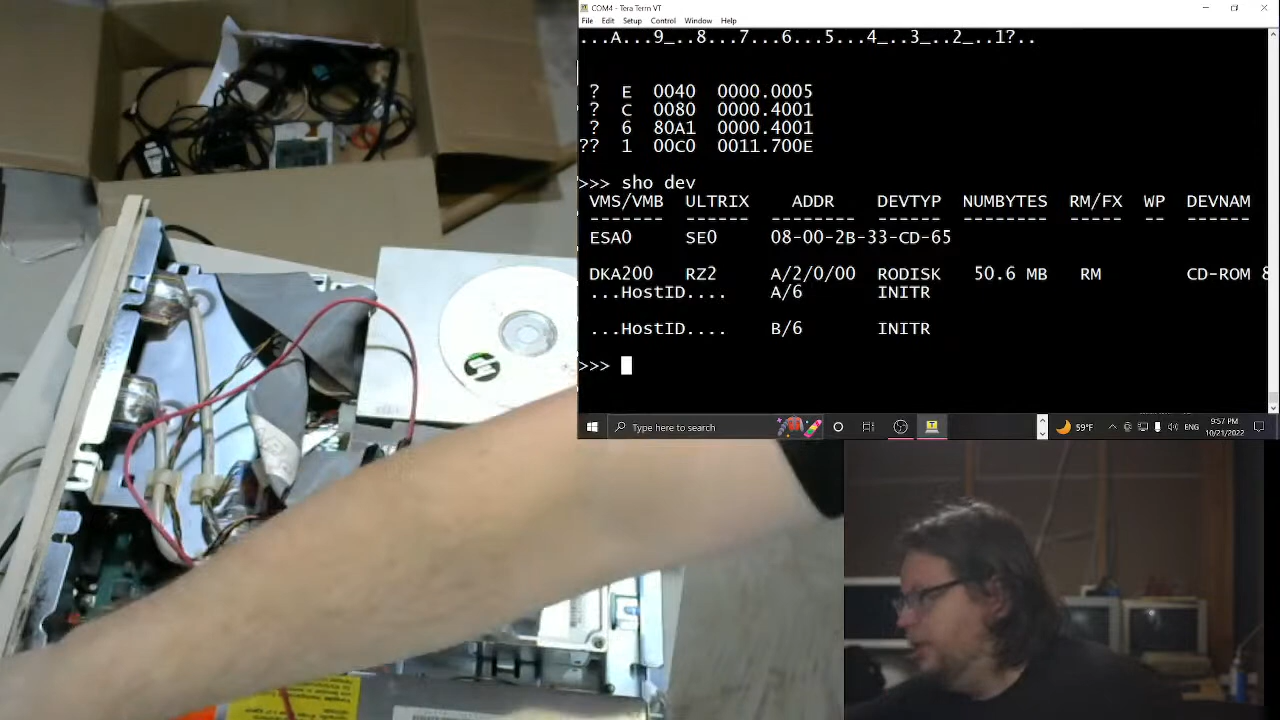 COM4 - Tera Term VT
File Edit Setup Control Window Help
...A...9_..8...7...6...5...4_..3_..2_..1?..
? E 0040 0000.0005
? C 0080 0000.4001
? 6 80A1 0000.4001
?? 1 00C0 0011.700E
>>> sho dev
VMS/VMB ULTRIX ADDR DEVTYP NUMBYTES RM/FX WP DEVNAM
------- ------ -------- ------ -------- ----- -- ------
ESA0 SE0 08-00-2B-33-CD-65
DKA200 RZ2 A/2/0/00 RODISK 50.6 MB RM CD-ROM &
...HostID.... A/6 INITR
...HostID.... B/6 INITR
>>>
Type here to search
59°F
ENG
9:57 PM
10/21/2022